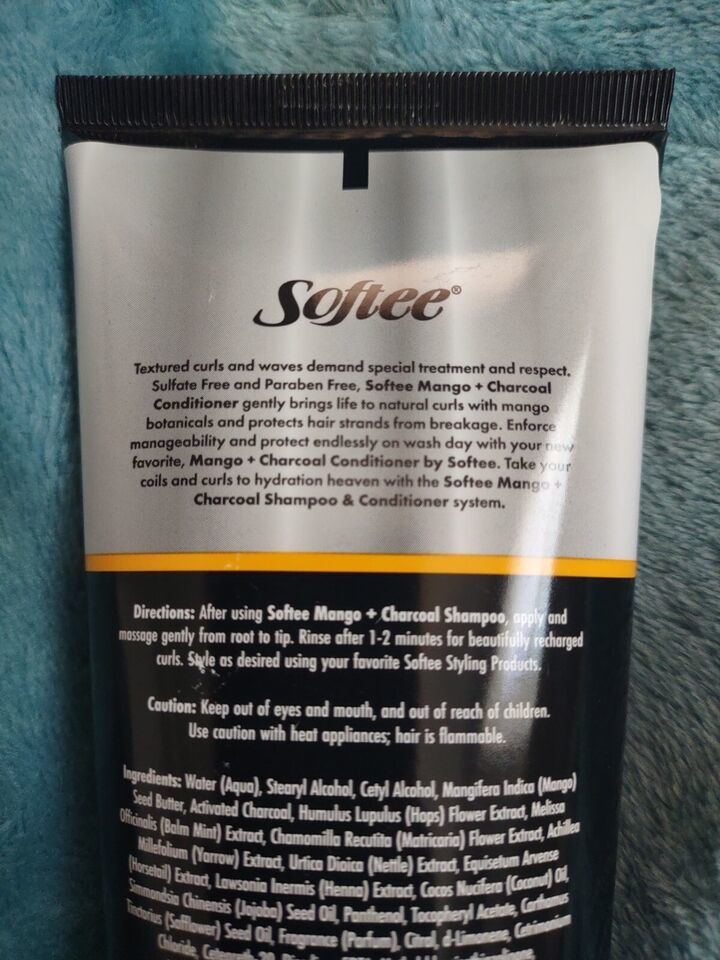 Softee®
Textured curls and waves demand special treatment and respect.
Sulfate Free and Paraben Free, Softee Mango + Charcoal
Conditioner gently brings life to natural curls with mango
botanicals and protects hair strands from breakage. Enforce
manageability and protect endlessly on wash day with your new
favorite, Mango + Charcoal Conditioner by Softee. Take your
coils and curls to hydration heaven with the Softee Mango +
Charcoal Shampoo & Conditioner system.
Directions: After using Softee Mango + Charcoal Shampoo, apply and
massage gently from root to tip. Rinse after 1-2 minutes for beautifully recharged
curls. Style as desired using your favorite Softee Styling Products.
Caution: Keep out of eyes and mouth, and out of reach of children.
Use caution with heat appliances; hair is flammable.
Ingredients: Water (Aqua), Stearyl Alcohol, Cetyl Alcohol, Mangifera Indica (Mango)
Seed Butter, Activated Charcoal, Humulus Lupulus (Hops) Flower Extract, Melissa
Officinalis (Balm Mint) Extract, Chamomilla Recutita (Matricaria) Flower Extract, Achillea
Millefolium (Yarrow) Extract, Urtica Dioica (Nettle) Extract, Equisetum Arvense
(Horsetail) Extract, Lawsonia Inermis (Henna) Extract, Cocos Nucifera (Coconut) Oil,
Simmondsia Chinensis (Jojoba) Seed Oil, Panthenol, Tocopheryl Acetate, Carthamus
Tinctorius (Safflower) Seed Oil, Fragrance (Parfum), Citral, d-Limonene, Cetrimonium
Chloride,